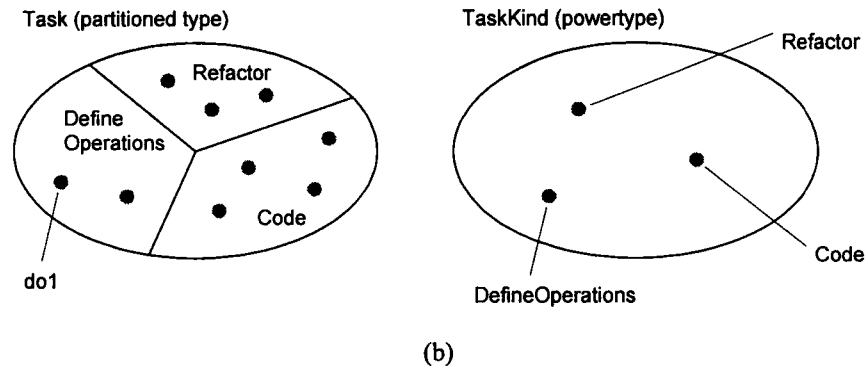 Task (partitioned type)
Refactor
Define
Operations
Code
do1
TaskKind (powertype)
Refactor
Code
DefineOperations
(b)